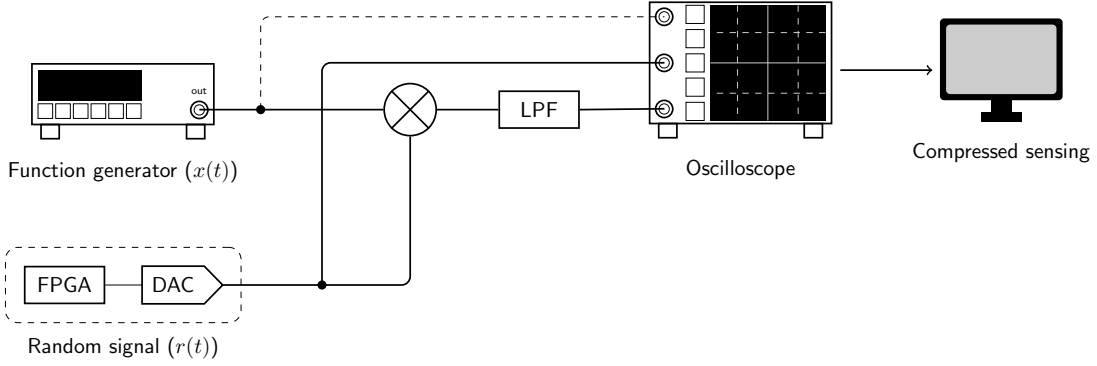 out
LPF
Function generator (x(t))
Oscilloscope
Compressed sensing
FPGA
DAC
Random signal (r(t))